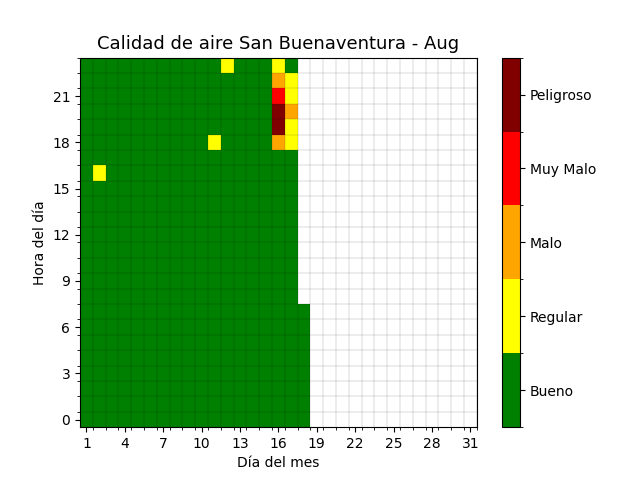 Calidad de aire San Buenaventura - Aug
Peligroso
Muy Malo
Malo
Regular
Bueno
Hora del día
21
18
15
12
9
6
3
0
1 4 7 10 13 16 19 22 25 28 31
Día del mes